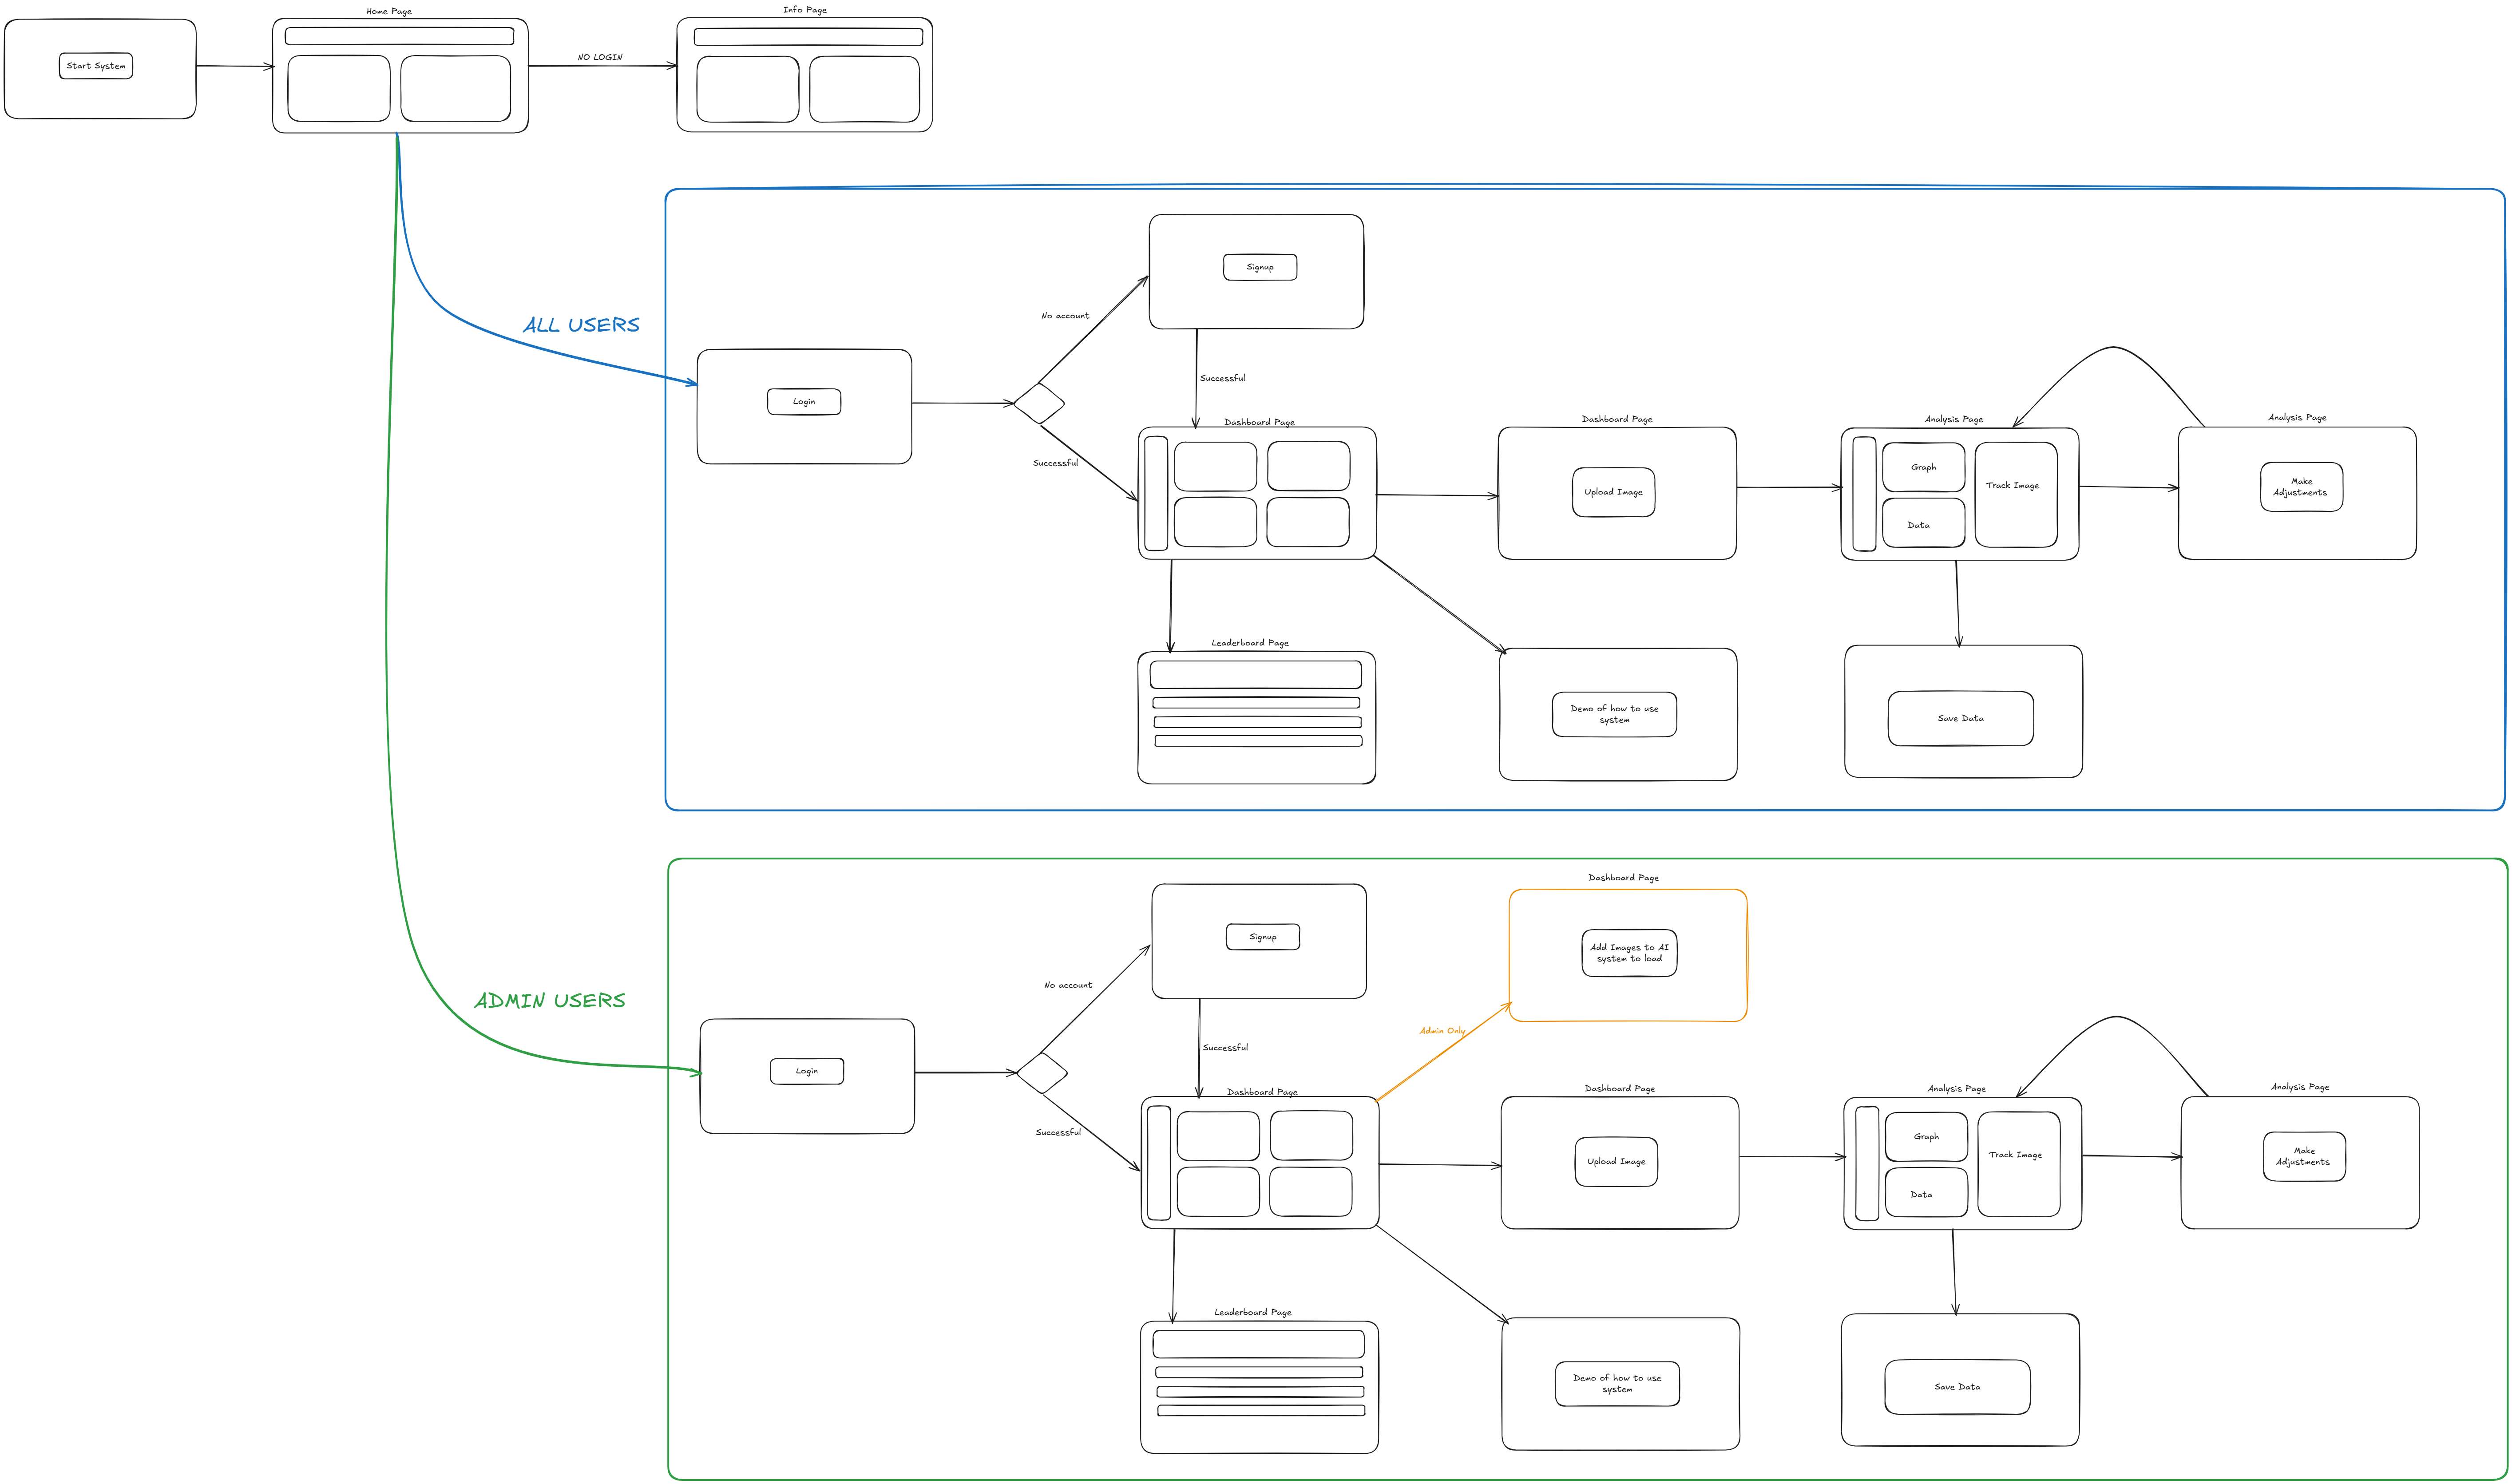 Home Page
Info Page
Start System
NO LOGIN
Signup
No account
ALL USERS
Login
Successful
Successful
Dashboard Page
Dashboard Page
Analysis Page
Analysis Page
Upload Image
Graph
Data
Track Image
Make
Adjustments
Leaderboard Page
Demo of how to use
system
Save Data
Dashboard Page
Add Images to AI
system to load
Signup
No account
ADMIN USERS
Admin Only
Login
Successful
Successful
Dashboard Page
Dashboard Page
Analysis Page
Analysis Page
Upload Image
Graph
Data
Track Image
Make
Adjustments
Leaderboard Page
Demo of how to use
system
Save Data